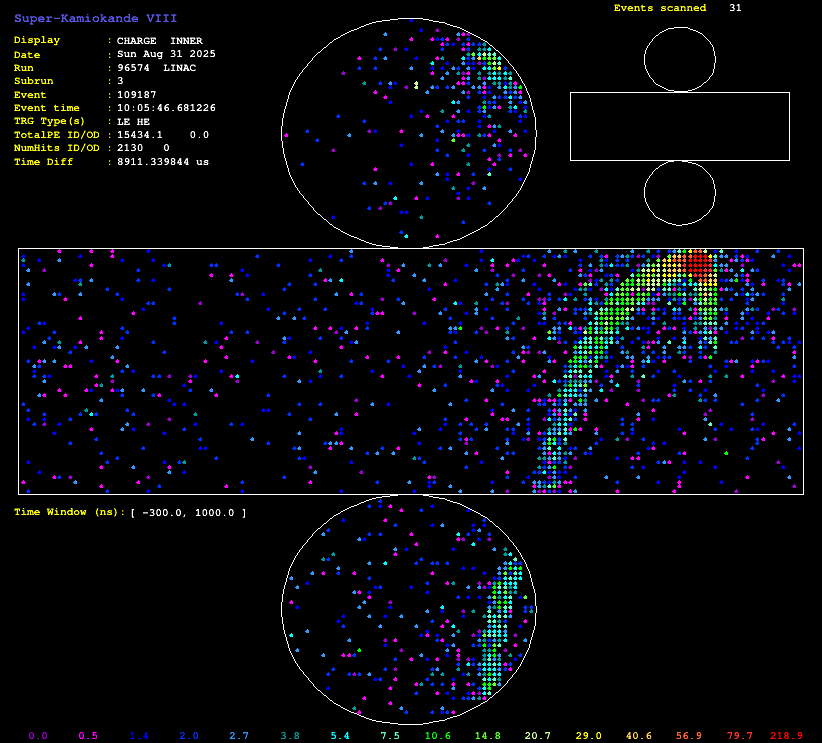 Super-Kamiokande VIII
Events scanned 31
Display : CHARGE INNER
Date : Sun Aug 31 2025
Run : 96574 LINAC
Subrun : 3
Event : 109187
Event time : 10:05:46.681226
TRG Type(s) : LE HE
TotalPE ID/OD : 15434.1 0.0
NumHits ID/OD : 2130 0
Time Diff : 8911.339844 us
Time Window (ns): [ -300.0, 1000.0 ]
0.0 0.5 1.4 2.0 2.7 3.8 5.4 7.5 10.6 14.8 20.7 29.0 40.6 56.9 79.7 218.9